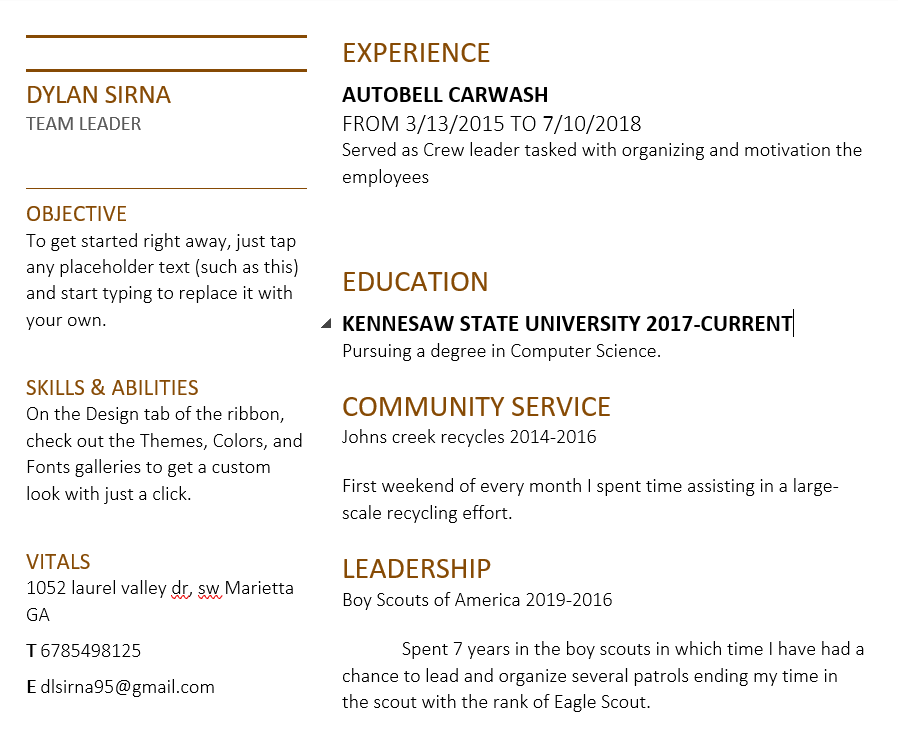 DYLAN SIRNA
TEAM LEADER
OBJECTIVE
To get started right away, just tap
any placeholder text (such as this)
and start typing to replace it with
your own.
SKILLS & ABILITIES
On the Design tab of the ribbon,
check out the Themes, Colors, and
Fonts galleries to get a custom
look with just a click.
VITALS
1052 laurel valley dr, sw Marietta
GA
T 6785498125
E dlsirna95@gmail.com
EXPERIENCE
AUTOBELL CARWASH
FROM 3/13/2015 TO 7/10/2018
Served as Crew leader tasked with organizing and motivation the
employees
EDUCATION
KENNESAW STATE UNIVERSITY 2017-CURRENT
Pursuing a degree in Computer Science.
COMMUNITY SERVICE
Johns creek recycles 2014-2016
First weekend of every month I spent time assisting in a large-
scale recycling effort.
LEADERSHIP
Boy Scouts of America 2019-2016
Spent 7 years in the boy scouts in which time I have had a
chance to lead and organize several patrols ending my time in
the scout with the rank of Eagle Scout.